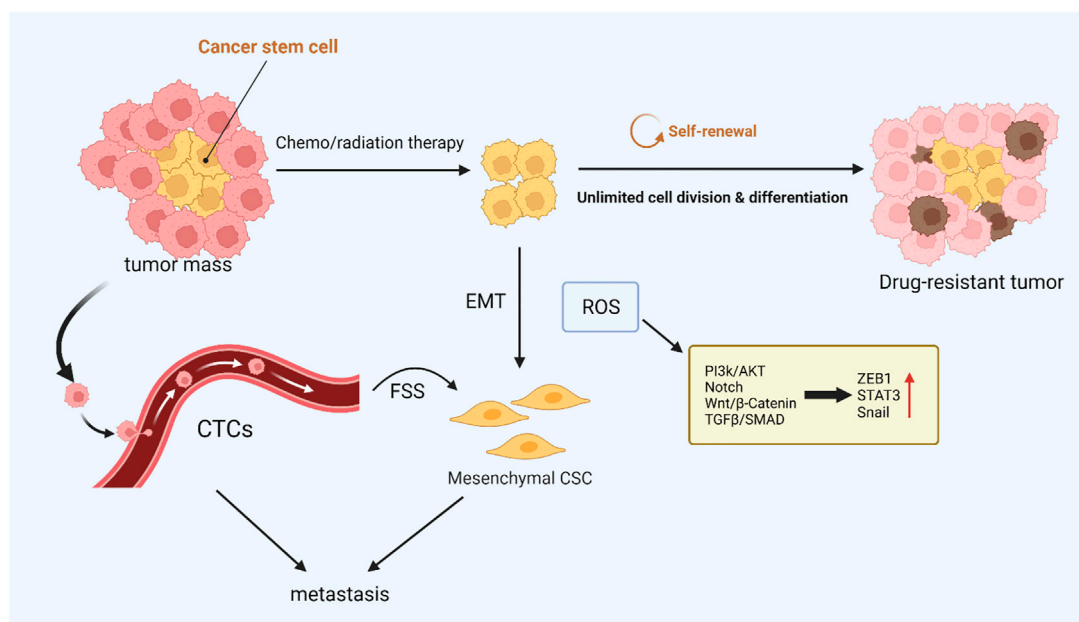 Cancer stem cell
Chemo/radiation therapy
Self-renewal
Unlimited cell division & differentiation
tumor mass
Drug-resistant tumor
EMT
ROS
PI3k/AKT
Notch
Wnt/β-Catenin
TGFβ/SMAD
ZEB1
STAT3
Snail
FSS
CTCs
Mesenchymal CSC
metastasis